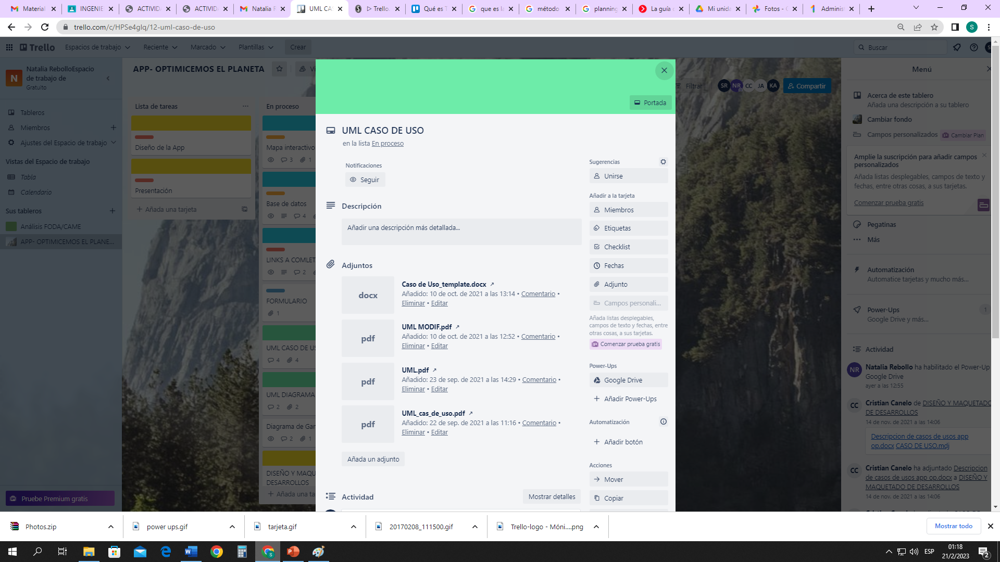 Material
INGENIE
ACTIVIDA
ACTIVIDA
Natalia R
UML CAS
▷ Trello.
Qué es T
que es la
método
planning
La guía d
Mi unida
Fotos - G
Adminis
trello.com/c/HPSe4glq/12-uml-caso-de-uso
S
Trello
Espacios de trabajo
Reciente
Marcado
Plantillas
Crear
Buscar
N
Natalia RebolloEspacio
de trabajo de
Gratuito
Tableros
Miembros
Ajustes del Espacio de trabajo
Vistas del Espacio de trabajo
Tabla
Calendario
Sus tableros
Análisis FODA/CAME
APP- OPTIMICEMOS EL PLANE...
Pruebe Premium gratis
APP- OPTIMICEMOS EL PLANETA
Filtrar
SR
NR
CC
JA
KA
Compartir
Lista de tareas
Diseño de la App
Presentación
Añada una tarjeta
En proceso
Mapa interactivo
3
1
Base de datos
4
LINKS A COMLET
2
FORMULARIO
1
UML CASO DE US
4
4
UML DIAGRAMA
2
2
Diagrama de Gan
2
1
DISEÑO Y MAQU
DESARROLLOS
Añada una tar
Portada
UML CASO DE USO
en la lista En proceso
Notificaciones
Seguir
Descripción
Añadir una descripción más detallada...
Adjuntos
docx
Caso de Uso_template.docx
Añadido: 10 de oct. de 2021 a las 13:14 • Comentario •
Eliminar • Editar
pdf
UML MODIF.pdf
Añadido: 10 de oct. de 2021 a las 12:52 • Comentario •
Eliminar • Editar
pdf
UML.pdf
Añadido: 23 de sep. de 2021 a las 14:29 • Comentario •
Eliminar • Editar
pdf
UML_cas_de_uso.pdf
Añadido: 22 de sep. de 2021 a las 11:16 • Comentario •
Eliminar • Editar
Añada un adjunto
Actividad
Mostrar detalles
Sugerencias
Unirse
Añadir a la tarjeta
Miembros
Etiquetas
Checklist
Fechas
Adjunto
Campos personali...
Añada listas desplegables,
campos de texto y fechas, entre
otras cosas, a sus tarjetas.
Comenzar prueba gratis
Power-Ups
Google Drive
Añadir Power-Ups
Automatización
Añadir botón
Acciones
Mover
Copiar
Menú
Acerca de este tablero
Añada una descripción a su tablero
Cambiar fondo
Campos personalizados
Cambiar Plan
Amplíe la suscripción para añadir campos
personalizados
Añada listas desplegables, campos de texto y
fechas, entre otras cosas, a sus tarjetas.
Comenzar prueba gratis
Pegatinas
Más
Automatización
Automatice tarjetas y mucho más...
Power-Ups
1
Google Drive y más...
Actividad
NR
Natalia Rebollo ha habilitado el Power-Up
Google Drive
ayer a las 12:55
CC
Cristian Canelo de DISEÑO Y MAQUETADO
DE DESARROLLOS
14 de nov. de 2021 a las 14:06
Descripcion de casos de usos app
op.docx CASO DE USO.mdj
CC
Cristian Canelo ha adjuntado Descripcion
de casos de usos app op.docx a DISEÑO Y
MAQUETADO DE DESARROLLOS
14 de nov. de 2021 a las 14:06
Photos.zip
power ups.gif
tarjeta.gif
20170208_111500.gif
Trello-logo - Móni....png
Mostrar todo
ESP
01:18
21/2/2023
2